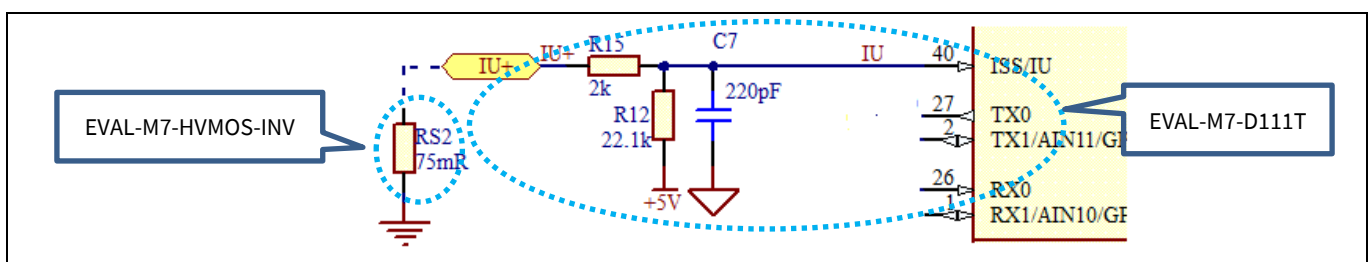 IU+
IU+
R15
2k
C7
220pF
R12
22.1k
+5V
IU
40
ISS/IU
27
TX0
2
TX1/AIN11/GP
26
RX0
1
RX1/AIN10/GP
RS2
75mR
EVAL-M7-HVMOS-INV
EVAL-M7-D111T